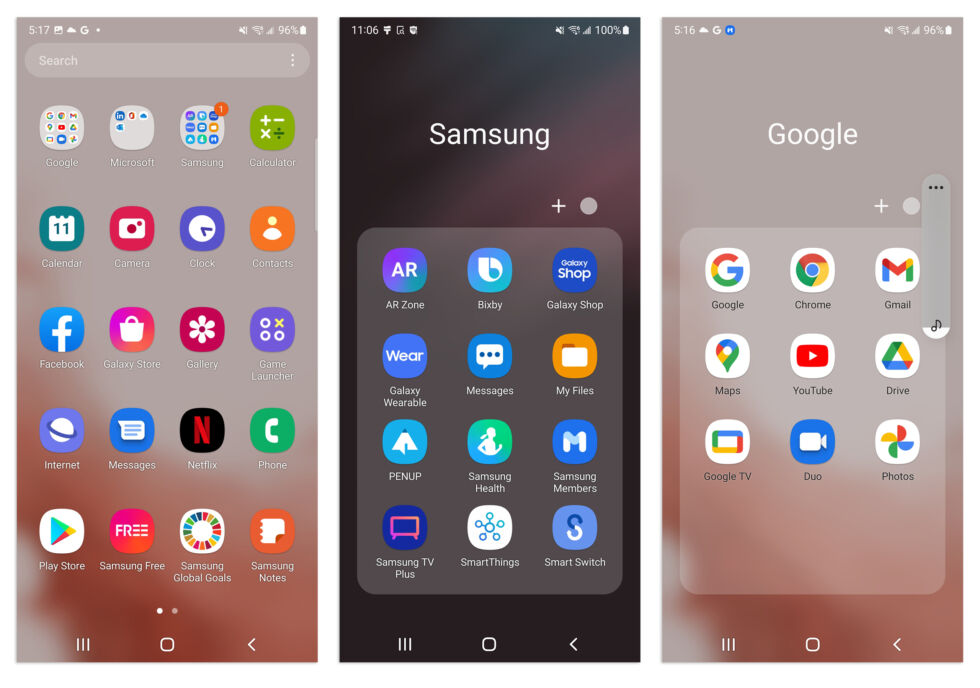 5:17
96%
Search
1
Google
Microsoft
Samsung
Calculator
11
Calendar
Camera
Clock
Contacts
Facebook
Galaxy Store
Gallery
Game
Launcher
Internet
Messages
Netflix
Phone
FREE
Play Store
Samsung Free
Samsung
Global Goals
Samsung
Notes
11:06
100%
Samsung
AR
Galaxy
Shop
AR Zone
Bixby
Galaxy Shop
Wear
Galaxy
Wearable
Messages
My Files
PENUP
Samsung
Health
Samsung
Members
Samsung TV
Plus
SmartThings
Smart Switch
5:16
96%
Google
Google
Chrome
Gmail
Maps
YouTube
Drive
Google TV
Duo
Photos